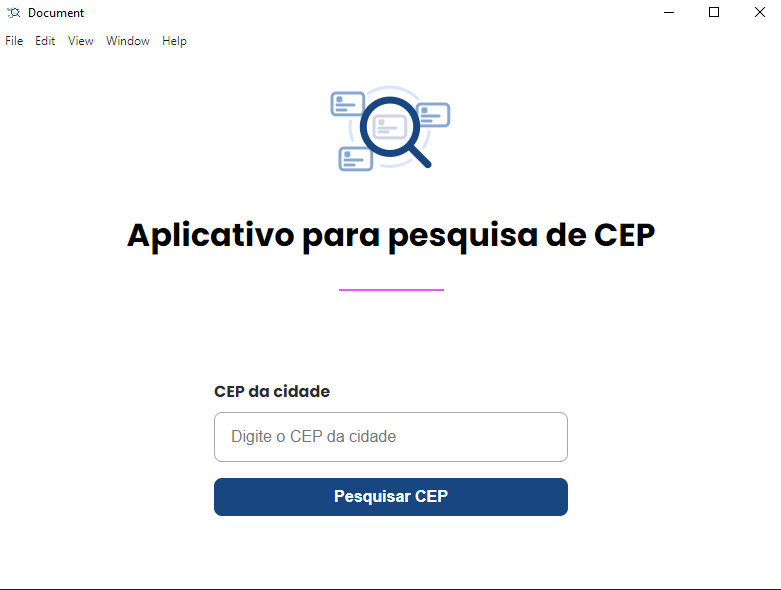 Document
File Edit View Window Help
Aplicativo para pesquisa de CEP
CEP da cidade
Digite o CEP da cidade
Pesquisar CEP